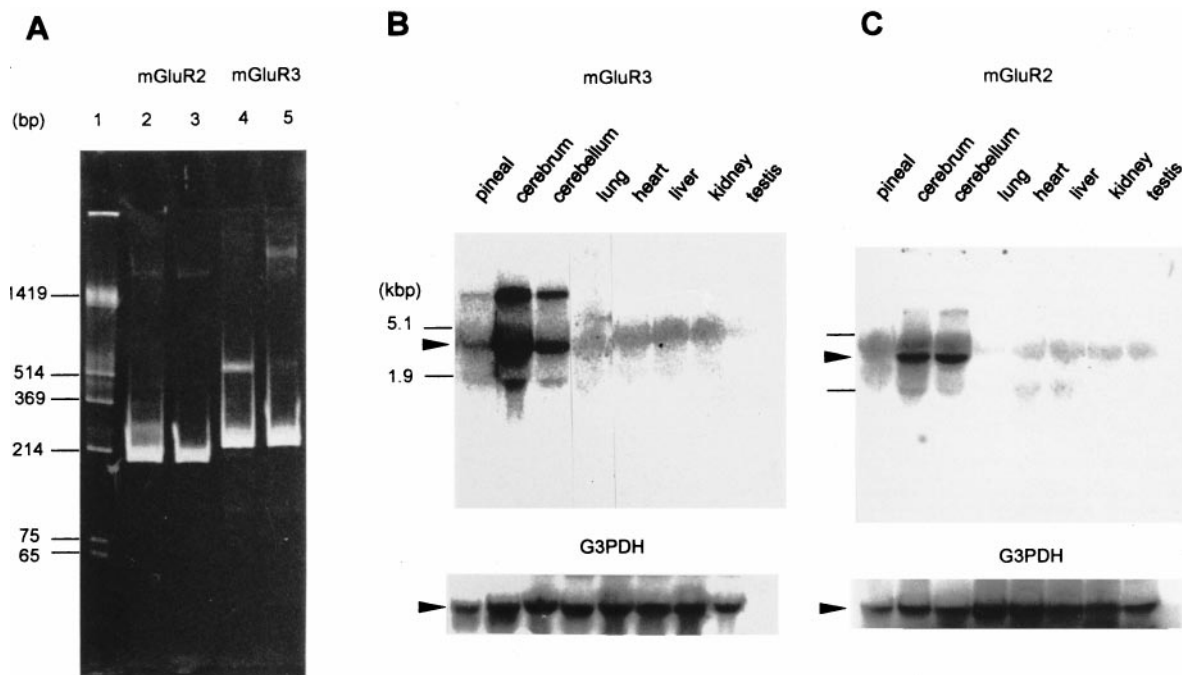 A
mGluR2 mGluR3
(bp) 1 2 3 4 5
1419
514
369
214
75
65
B
mGluR3
pineal cerebrum cerebellum lung heart liver kidney testis
(kbp)
5.1
1.9
G3PDH
C
mGluR2
pineal cerebrum cerebellum lung heart liver kidney testis
G3PDH